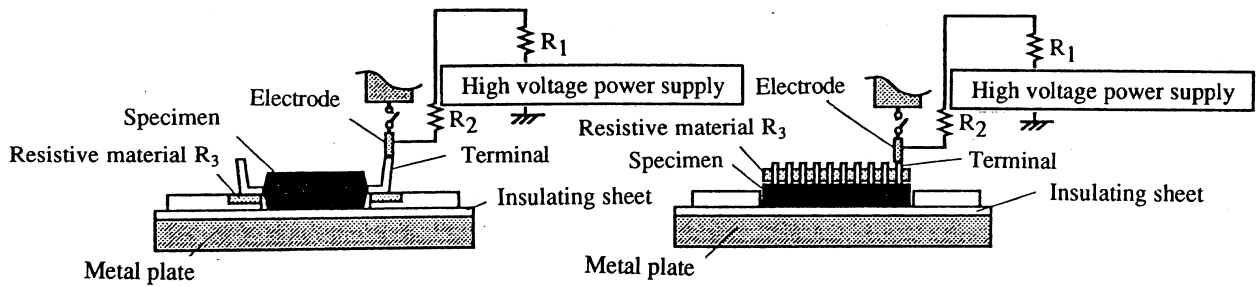 R1
High voltage power supply
Electrode
R2
Specimen
Resistive material R3
Terminal
Insulating sheet
Metal plate
R1
High voltage power supply
Electrode
R2
Resistive material R3
Terminal
Specimen
Insulating sheet
Metal plate